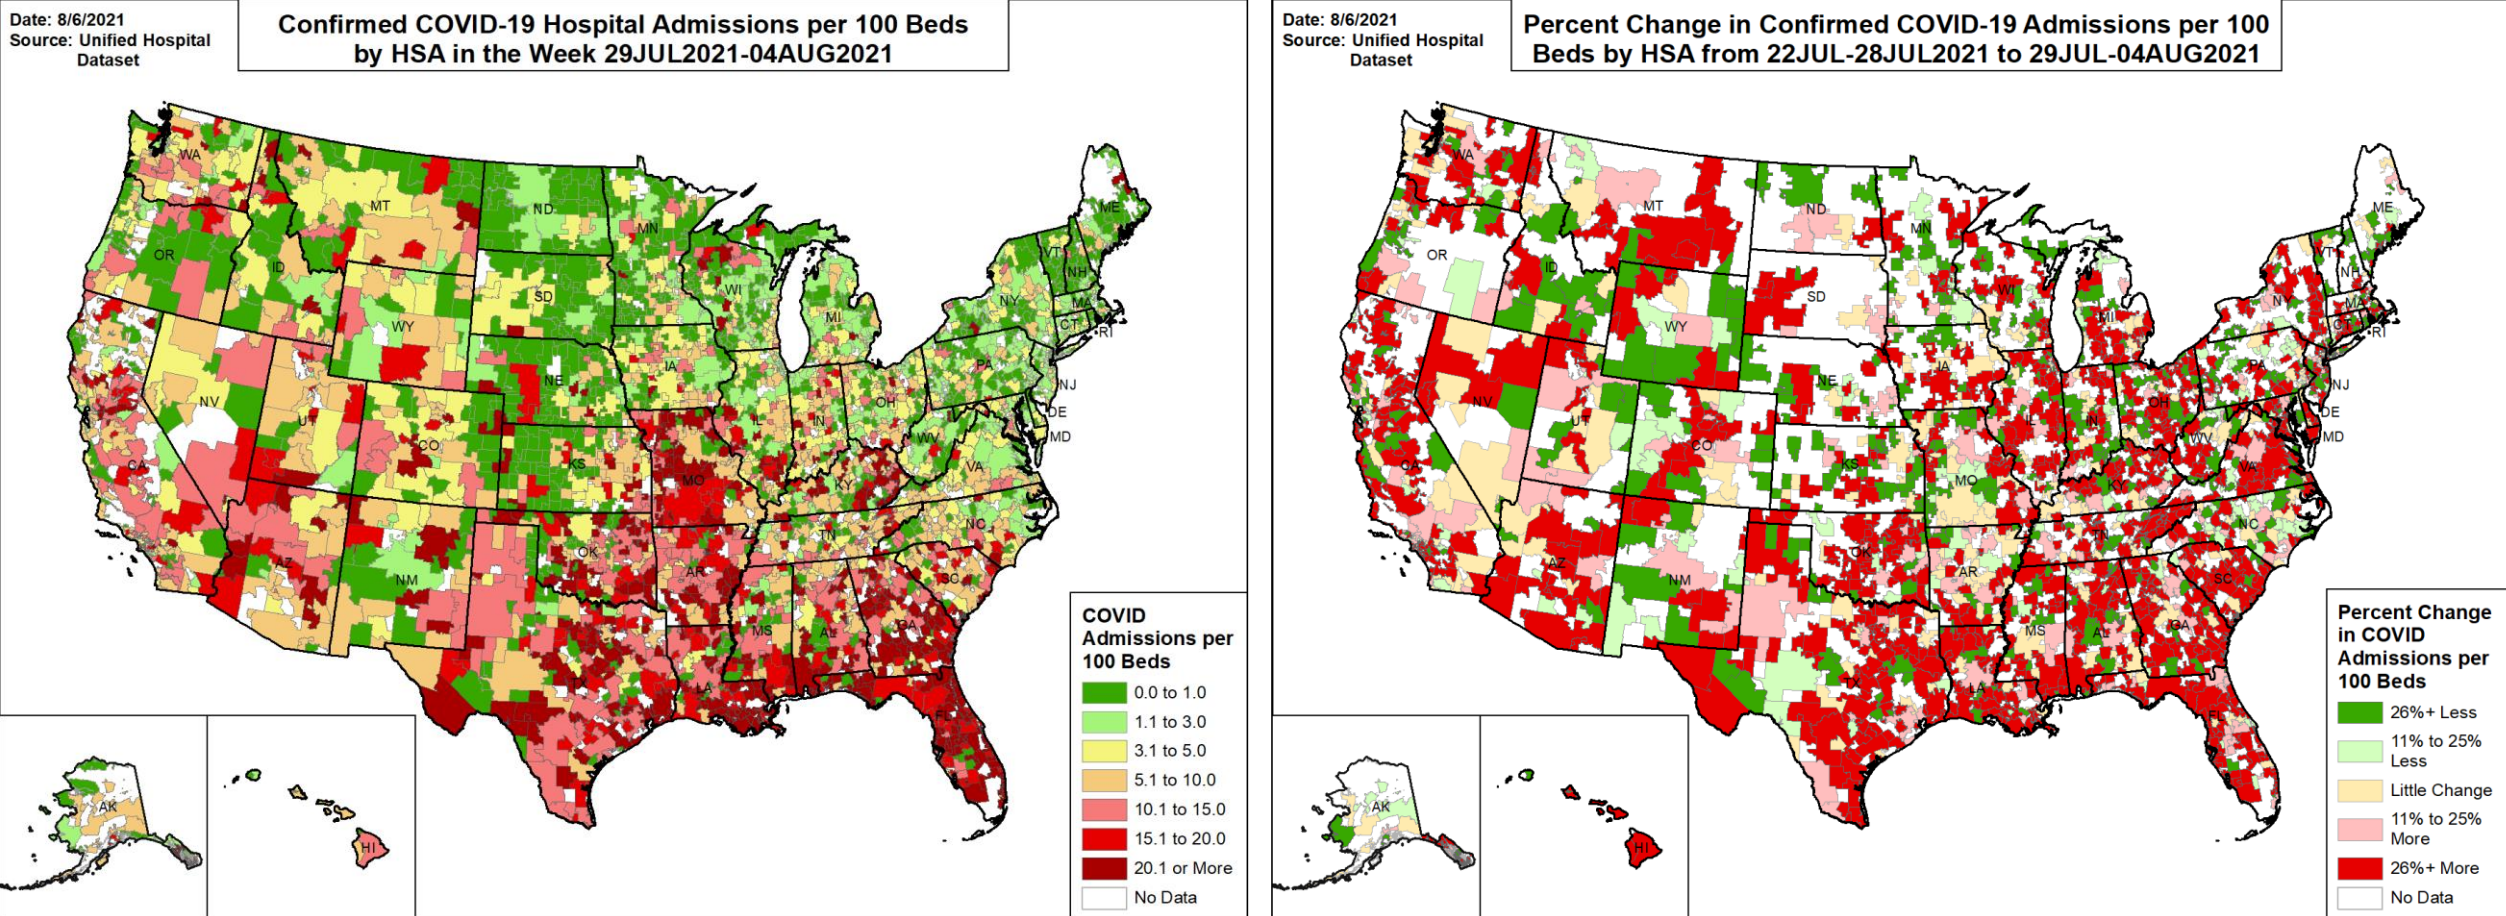 Date: 8/6/2021
Source: Unified Hospital
Dataset
Confirmed COVID-19 Hospital Admissions per 100 Beds
by HSA in the Week 29JUL2021-04AUG2021
WA
OR
CA
NV
ID
MT
WY
UT
AZ
CO
NM
ND
SD
NE
KS
OK
TX
MN
IA
MO
AR
LA
WI
IL
MI
IN
OH
KY
TN
MS
AL
GA
FL
SC
NC
VA
WV
PA
NY
VT
NH
ME
MA
CT
RI
NJ
DE
MD
AK
HI
COVID
Admissions per
100 Beds
0.0 to 1.0
1.1 to 3.0
3.1 to 5.0
5.1 to 10.0
10.1 to 15.0
15.1 to 20.0
20.1 or More
No Data
Date: 8/6/2021
Source: Unified Hospital
Dataset
Percent Change in Confirmed COVID-19 Admissions per 100
Beds by HSA from 22JUL-28JUL2021 to 29JUL-04AUG2021
WA
OR
CA
NV
ID
MT
WY
UT
AZ
CO
NM
ND
SD
NE
KS
OK
TX
MN
IA
MO
AR
LA
WI
IL
MI
IN
OH
KY
TN
MS
AL
GA
FL
SC
NC
VA
WV
PA
NY
VT
NH
ME
MA
CT
RI
NJ
DE
MD
AK
HI
Percent Change
in COVID
Admissions per
100 Beds
26%+ Less
11% to 25%
Less
Little Change
11% to 25%
More
26%+ More
No Data